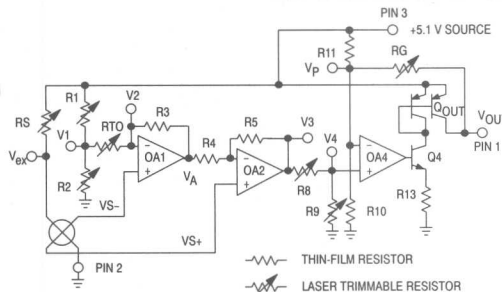 PIN 3
+5.1 V SOURCE
R11
RG
VP
V2
R1
R3
RS
V1
RTO
R5
V3
QOUT
VOU
PIN 1
OA1
R4
V4
OA4
Q4
Vex
R2
VA
OA2
R8
VS−
R9
R10
R13
VS+
PIN 2
THIN-FILM RESISTOR
LASER TRIMMABLE RESISTOR